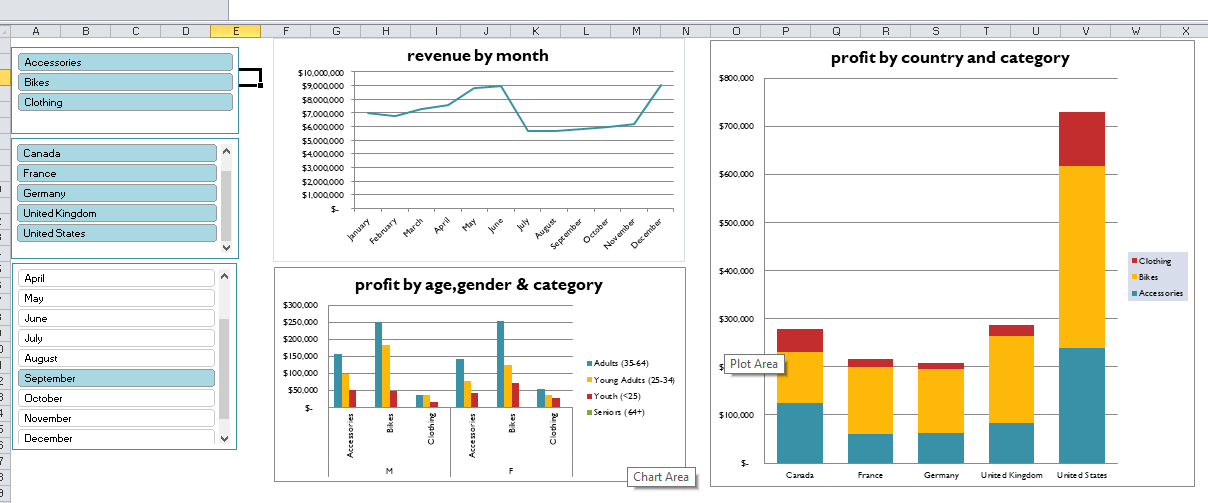 A B C D E F G H I J K L M N O P Q R S T U V W X
Accessories
Bikes
Clothing
Canada
France
Germany
United Kingdom
United States
April
May
June
July
August
September
October
November
December
revenue by month
$10,000,000
$9,000,000
$8,000,000
$7,000,000
$6,000,000
$5,000,000
$4,000,000
$3,000,000
$2,000,000
$1,000,000
$-
January February March April May June July August September October November December
profit by age,gender & category
$300,000
$250,000
$200,000
$150,000
$100,000
$50,000
$-
Accessories Bikes Clothing Accessories Bikes Clothing
M F
Adults (35-64)
Young Adults (25-34)
Youth (<25)
Seniors (64+)
Chart Area
profit by country and category
$800,000
$700,000
$600,000
$500,000
$400,000
$300,000
Plot Area
$100,000
$-
Canada France Germany United Kingdom United States
Clothing
Bikes
Accessories